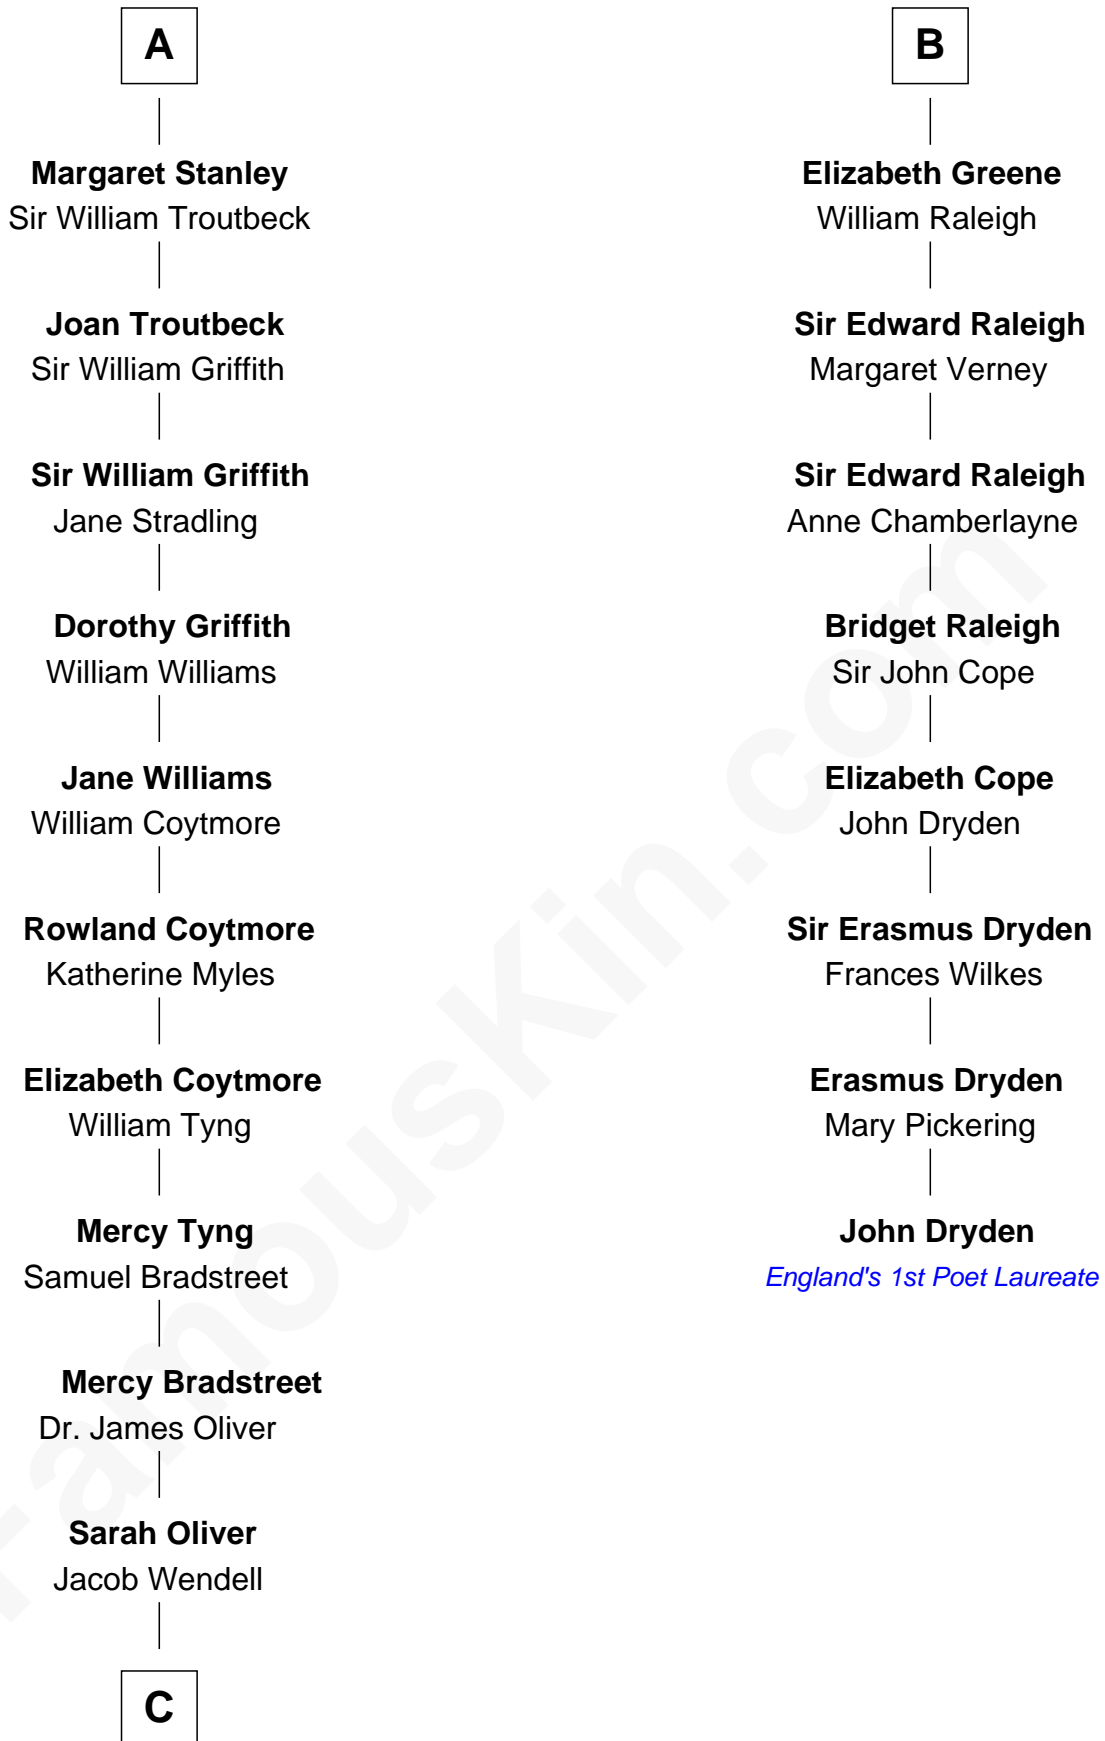 A
Margaret Stanley
Sir William Troutbeck
Joan Troutbeck
Sir William Griffith
Sir William Griffith
Jane Stradling
Dorothy Griffith
William Williams
Jane Williams
William Coytmore
Rowland Coytmore
Katherine Myles
Elizabeth Coytmore
William Tyng
Mercy Tyng
Samuel Bradstreet
Mercy Bradstreet
Dr. James Oliver
Sarah Oliver
Jacob Wendell
C
B
Elizabeth Greene
William Raleigh
Sir Edward Raleigh
Margaret Verney
Sir Edward Raleigh
Anne Chamberlayne
Bridget Raleigh
Sir John Cope
Elizabeth Cope
John Dryden
Sir Erasmus Dryden
Frances Wilkes
Erasmus Dryden
Mary Pickering
John Dryden
England's 1st Poet Laureate
FamousKin.com